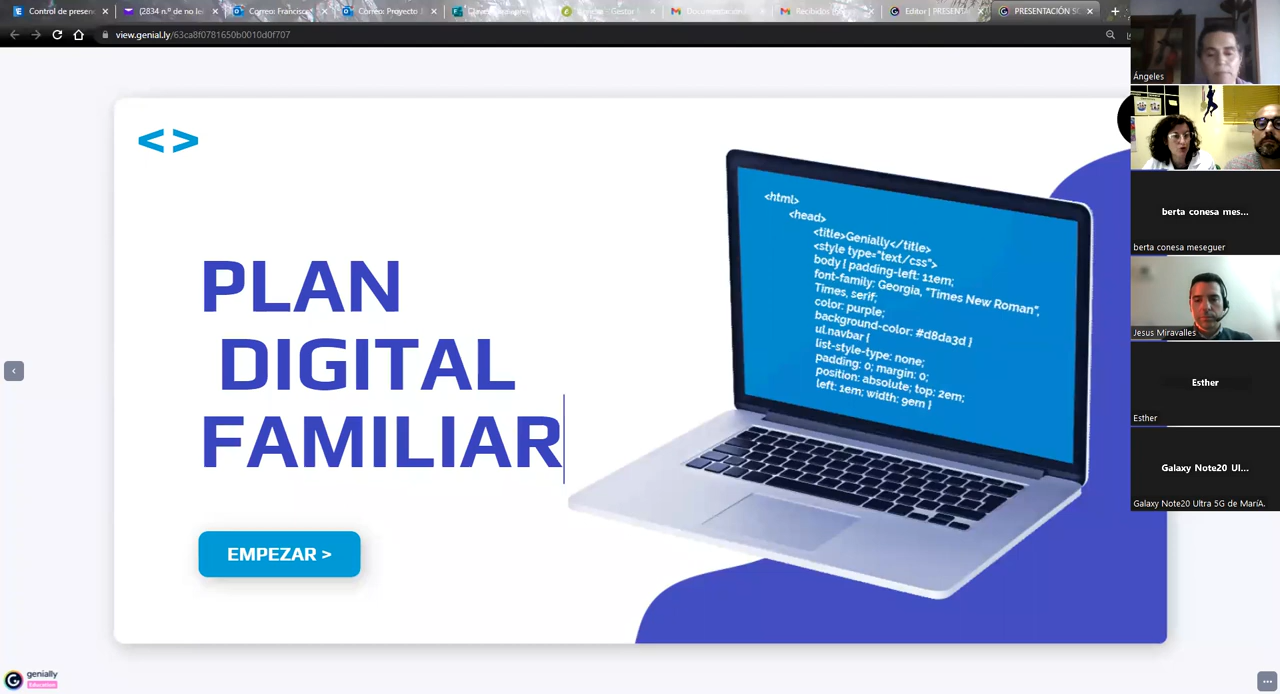 Control de presen
(2834 n.º de no leí
Correo: Francisco
Correo: Proyecto
Editor | PRESENTA
PRESENTACIÓN
view.genial.ly/63ca8f0781650b0010d0f707
< >
PLAN
DIGITAL
FAMILIAR
EMPEZAR >
<html>
<head>
<title>Genially</title>
<style type="text/css">
body { padding-left: 11em;
font-family: Georgia, "Times New Roman",
Times, serif;
color: purple;
background-color: #d8da3d }
ul.navbar {
list-style-type: none;
padding: 0; margin: 0;
position: absolute; top: 2em;
left: 1em; width: 9em }
Ángeles
berta conesa mes...
berta conesa meseguer
Jesus Miravalles
Esther
Esther
Galaxy Note20 Ul...
Galaxy Note20 Ultra 5G de MaríA.
genially
Education